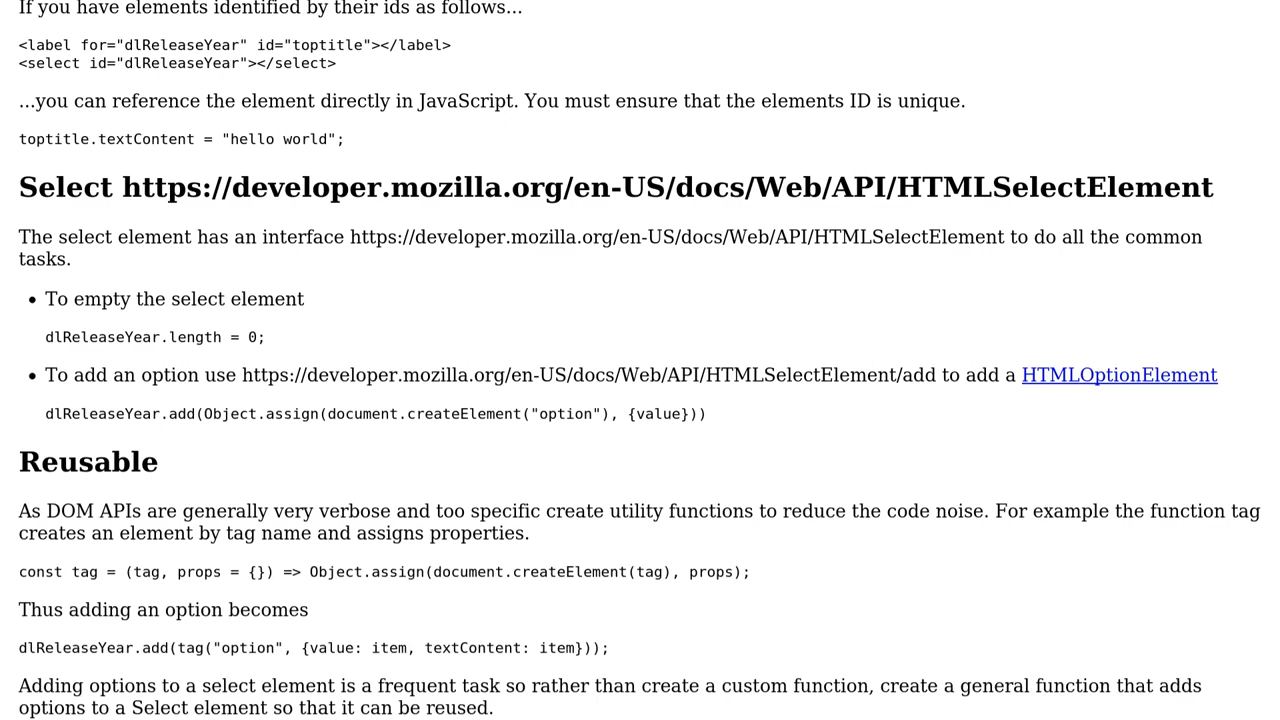 If you have elements identified by their ids as follows...
<label for="dlReleaseYear" id="toptitle"></label>
<select id="dlReleaseYear"></select>
...you can reference the element directly in JavaScript. You must ensure that the elements ID is unique.
toptitle.textContent = "hello world";
Select https://developer.mozilla.org/en-US/docs/Web/API/HTMLSelectElement
The select element has an interface https://developer.mozilla.org/en-US/docs/Web/API/HTMLSelectElement to do all the common
tasks.
• To empty the select element
dlReleaseYear.length = 0;
• To add an option use https://developer.mozilla.org/en-US/docs/Web/API/HTMLSelectElement/add to add a HTMLOptionElement
dlReleaseYear.add(Object.assign(document.createElement("option"), {value}))
Reusable
As DOM APIs are generally very verbose and too specific create utility functions to reduce the code noise. For example the function tag
creates an element by tag name and assigns properties.
const tag = (tag, props = {}) => Object.assign(document.createElement(tag), props);
Thus adding an option becomes
dlReleaseYear.add(tag("option", {value: item, textContent: item}));
Adding options to a select element is a frequent task so rather than create a custom function, create a general function that adds
options to a Select element so that it can be reused.